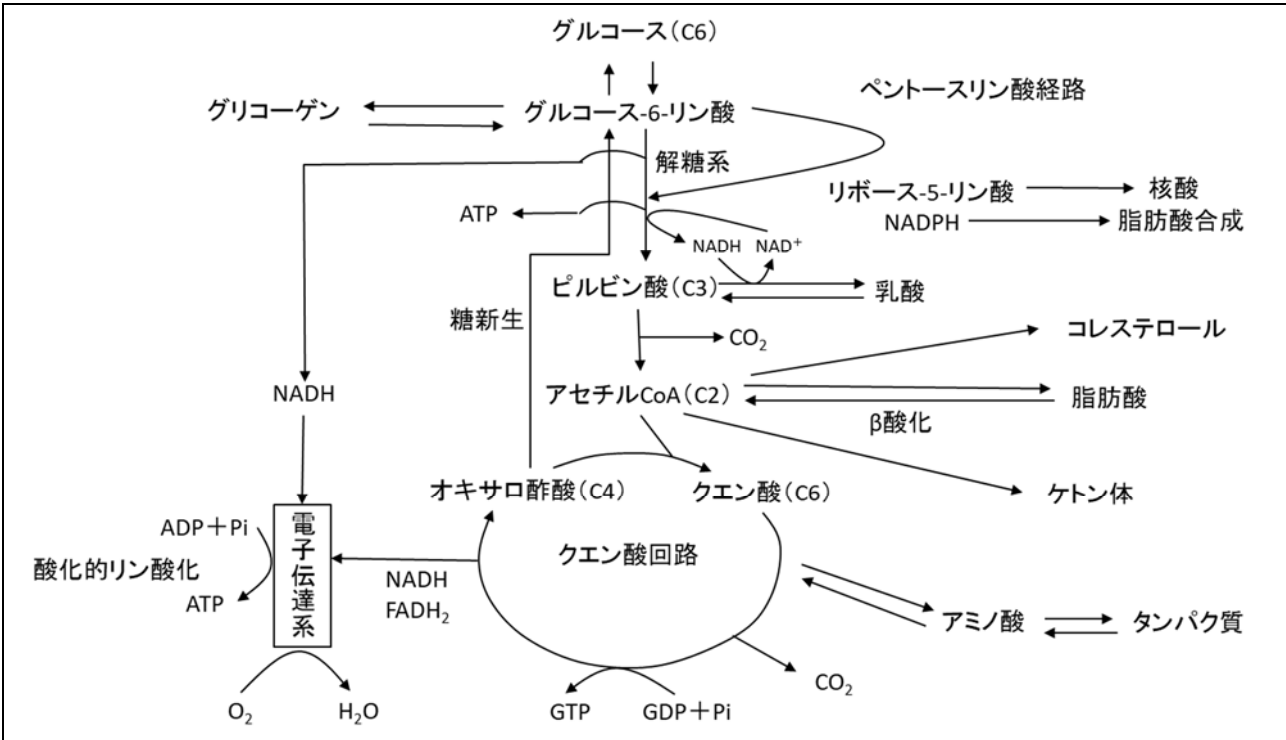 グルコース(C6)
ペントースリン酸経路
グリコーゲン
グルコース-6-リン酸
解糖系
リボース-5-リン酸
核酸
ATP
NADPH
脂肪酸合成
NADH
NAD⁺
ピルビン酸(C3)
乳酸
糖新生
CO₂
コレステロール
NADH
アセチルCoA(C2)
脂肪酸
β酸化
オキサロ酢酸(C4)
クエン酸(C6)
ケトン体
ADP+Pi
電子伝達系
クエン酸回路
酸化的リン酸化
NADH
ATP
FADH₂
アミノ酸
タンパク質
CO₂
O₂
H₂O
GTP
GDP+Pi